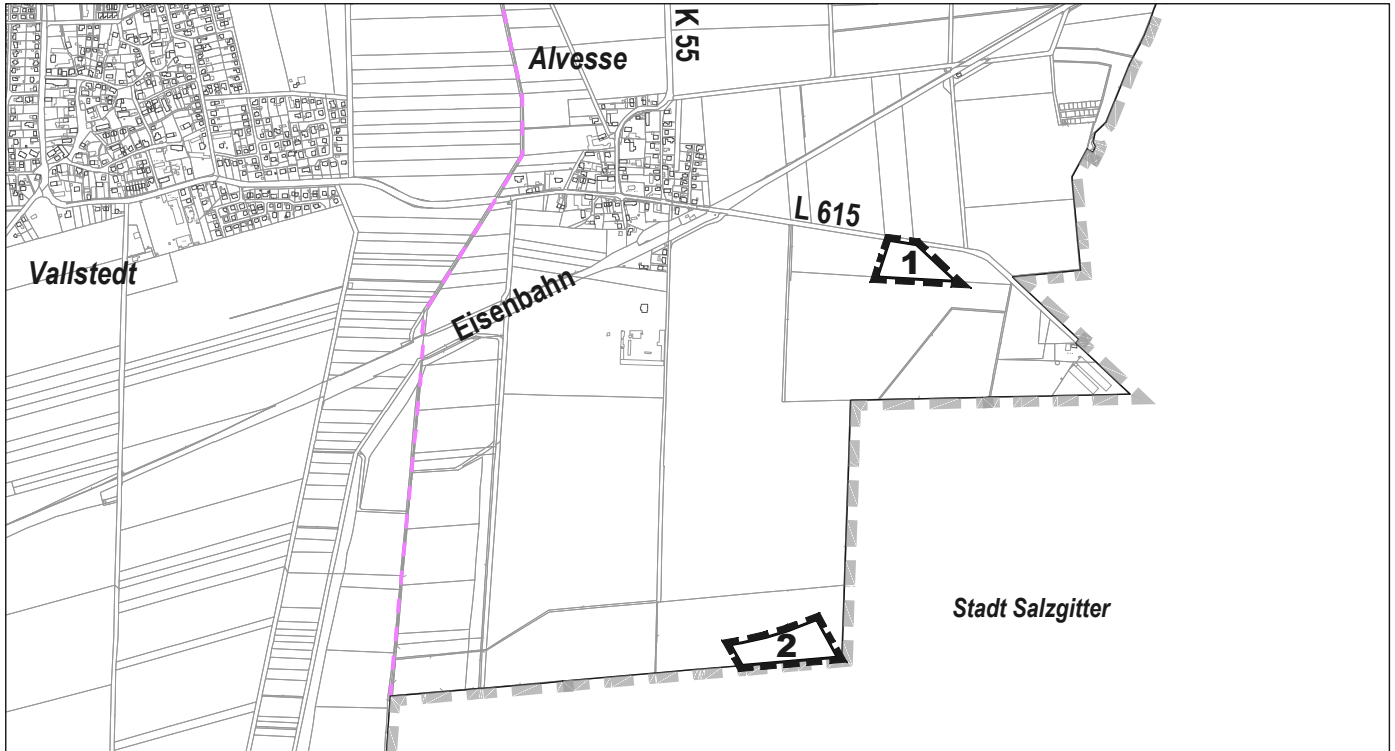 K 55
Alvesse
L 615
1
Vallstedt
Eisenbahn
Stadt Salzgitter
2